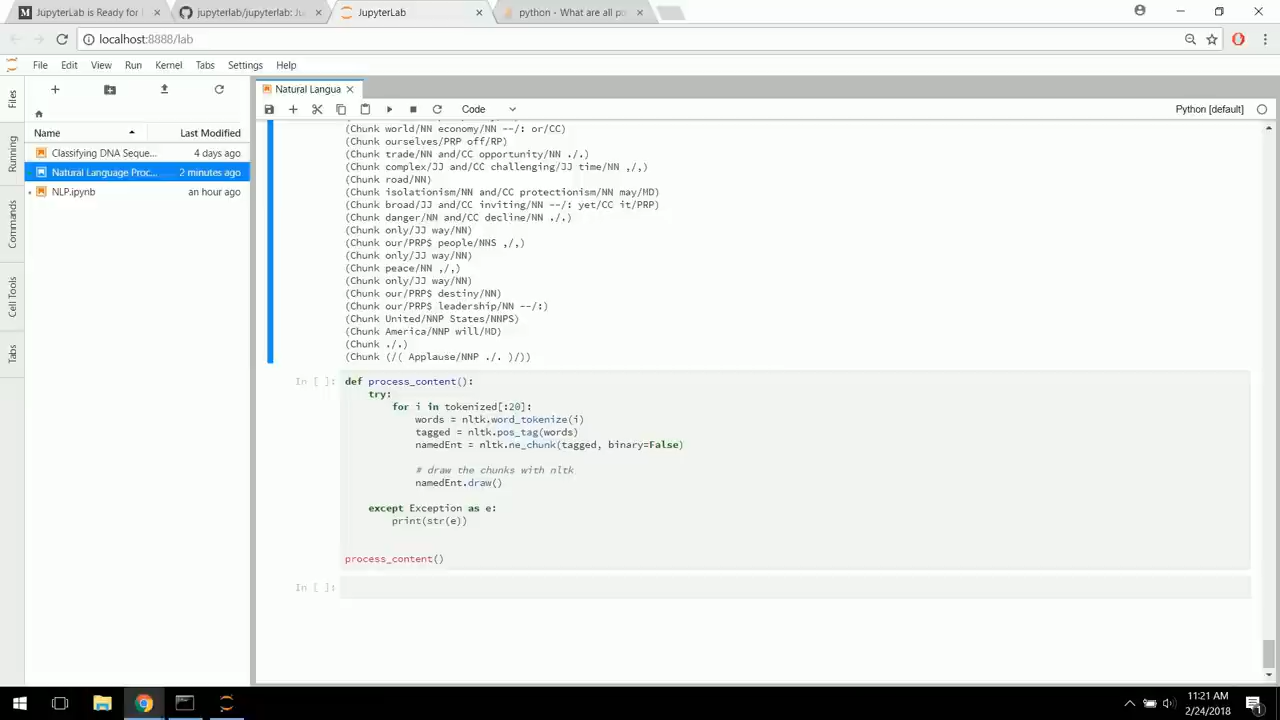 JupyterLab is Ready for
jupyterlab/jupyterlab: Ju
JupyterLab
python - What are all po
localhost:8888/lab
File Edit View Run Kernel Tabs Settings Help
Files
Running
Commands
Cell Tools
Tabs
Name Last Modified
Classifying DNA Seque... 4 days ago
Natural Language Proc... 2 minutes ago
NLP.ipynb an hour ago
Natural Langua
Code Python [default]
(Chunk world/NN economy/NN --/: or/CC)
(Chunk ourselves/PRP off/RP)
(Chunk trade/NN and/CC opportunity/NN ./.)
(Chunk complex/JJ and/CC challenging/JJ time/NN ,/,)
(Chunk road/NN)
(Chunk isolationism/NN and/CC protectionism/NN may/MD)
(Chunk broad/JJ and/CC inviting/NN --/: yet/CC it/PRP)
(Chunk danger/NN and/CC decline/NN ./.)
(Chunk only/JJ way/NN)
(Chunk our/PRP$ people/NNS ,/,)
(Chunk only/JJ way/NN)
(Chunk peace/NN ,/,)
(Chunk only/JJ way/NN)
(Chunk our/PRP$ destiny/NN)
(Chunk our/PRP$ leadership/NN --/:)
(Chunk United/NNP States/NNPS)
(Chunk America/NNP will/MD)
(Chunk ./.)
(Chunk (/( Applause/NNP ./. )/))
In [ ]:
def process_content():
try:
for i in tokenized[:20]:
words = nltk.word_tokenize(i)
tagged = nltk.pos_tag(words)
namedEnt = nltk.ne_chunk(tagged, binary=False)
# draw the chunks with nltk
namedEnt.draw()
except Exception as e:
print(str(e))
process_content()
In [ ]:
11:21 AM
2/24/2018
1